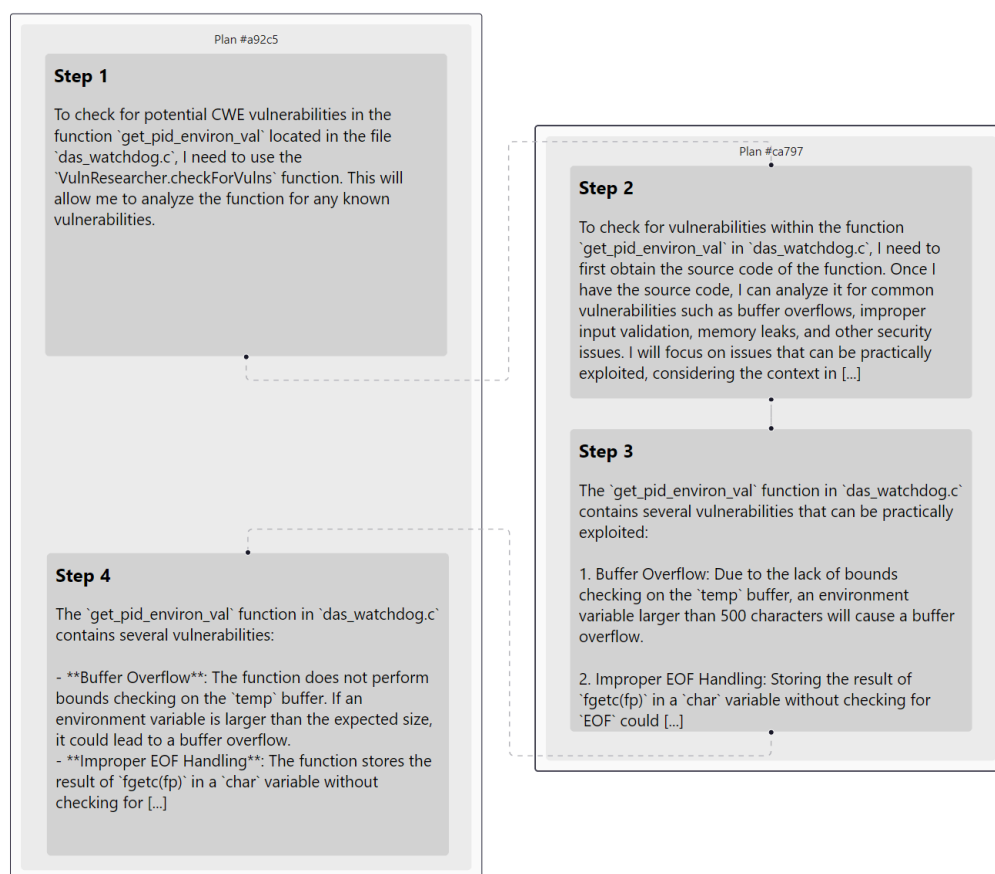 Plan #a92c5
Step 1
To check for potential CWE vulnerabilities in the
function `get_pid_environ_val` located in the file
`das_watchdog.c`, I need to use the
`VulnResearcher.checkForVulns` function. This will
allow me to analyze the function for any known
vulnerabilities.
Plan #ca797
Step 2
To check for vulnerabilities within the function
`get_pid_environ_val` in `das_watchdog.c`, I need to
first obtain the source code of the function. Once I
have the source code, I can analyze it for common
vulnerabilities such as buffer overflows, improper
input validation, memory leaks, and other security
issues. I will focus on issues that can be practically
exploited, considering the context in [...]
Step 3
The `get_pid_environ_val` function in `das_watchdog.c`
contains several vulnerabilities that can be practically
exploited:
1. Buffer Overflow: Due to the lack of bounds
checking on the `temp` buffer, an environment
variable larger than 500 characters will cause a buffer
overflow.
2. Improper EOF Handling: Storing the result of
`fgetc(fp)` in a `char` variable without checking for
`EOF` could [...]
Step 4
The `get_pid_environ_val` function in `das_watchdog.c`
contains several vulnerabilities:
- **Buffer Overflow**: The function does not perform
bounds checking on the `temp` buffer. If an
environment variable is larger than the expected size,
it could lead to a buffer overflow.
- **Improper EOF Handling**: The function stores the
result of `fgetc(fp)` in a `char` variable without
checking for [...]